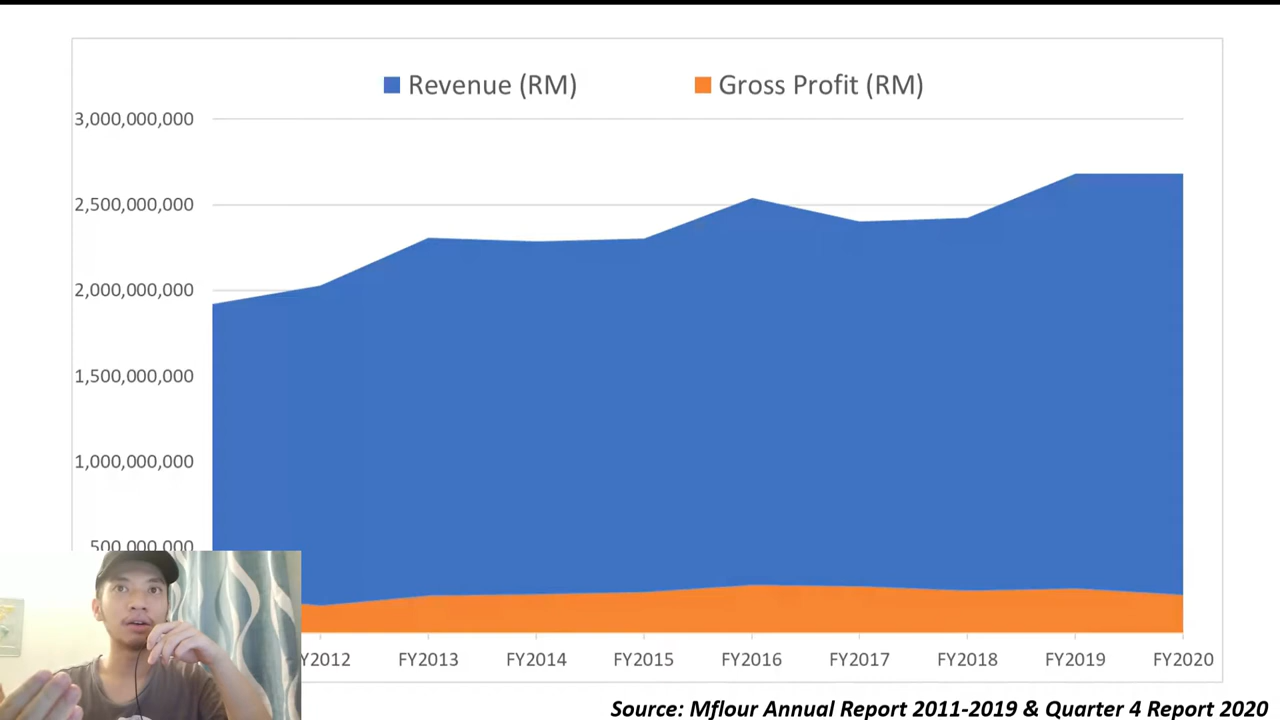 Revenue (RM) Gross Profit (RM)
3,000,000,000
2,500,000,000
2,000,000,000
1,500,000,000
1,000,000,000
500,000,000
Y2012 FY2013 FY2014 FY2015 FY2016 FY2017 FY2018 FY2019 FY2020
Source: Mflour Annual Report 2011-2019 & Quarter 4 Report 2020